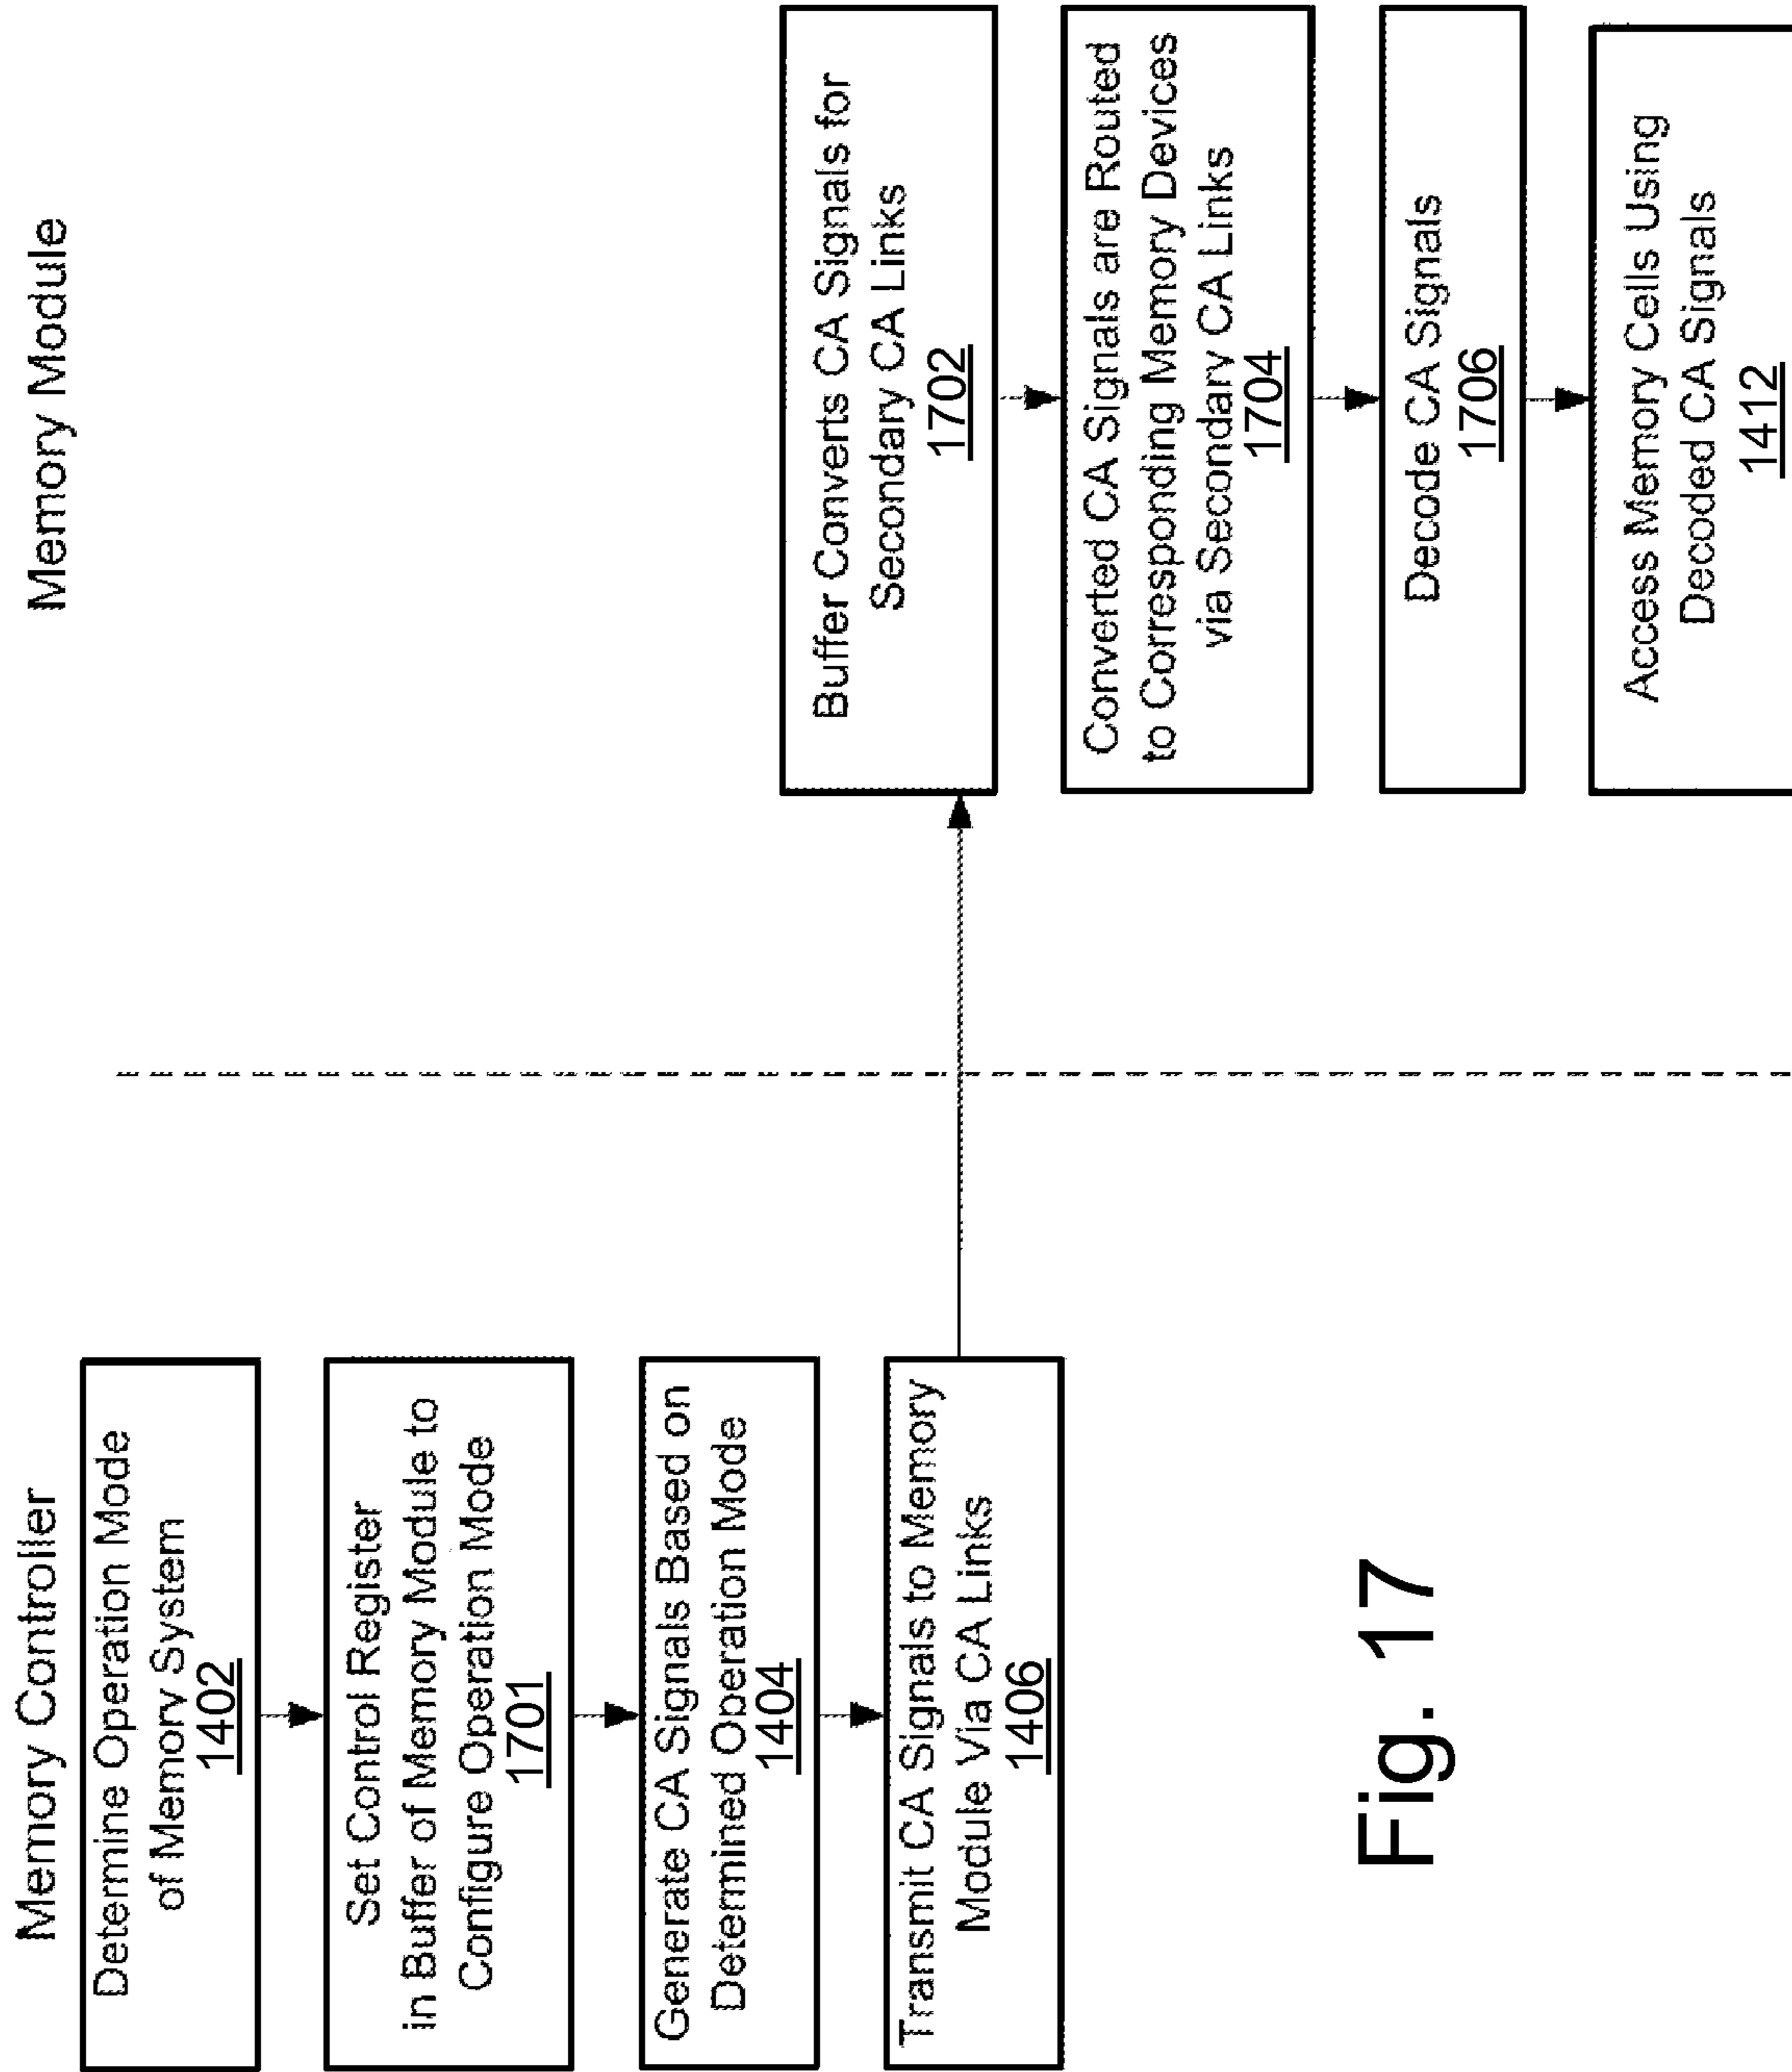 Memory Controller
Determine Operation Mode
of Memory System
1402
Set Control Register
in Buffer of Memory Module to
Configure Operation Mode
1701
Generate CA Signals Based on
Determined Operation Mode
1404
Transmit CA Signals to Memory
Module Via CA Links
1406
Memory Module
Buffer Converts CA Signals for
Secondary CA Links
1702
Converted CA Signals are Routed
to Corresponding Memory Devices
via Secondary CA Links
1704
Decode CA Signals
1706
Access Memory Cells Using
Decoded CA Signals
1412
Fig. 17